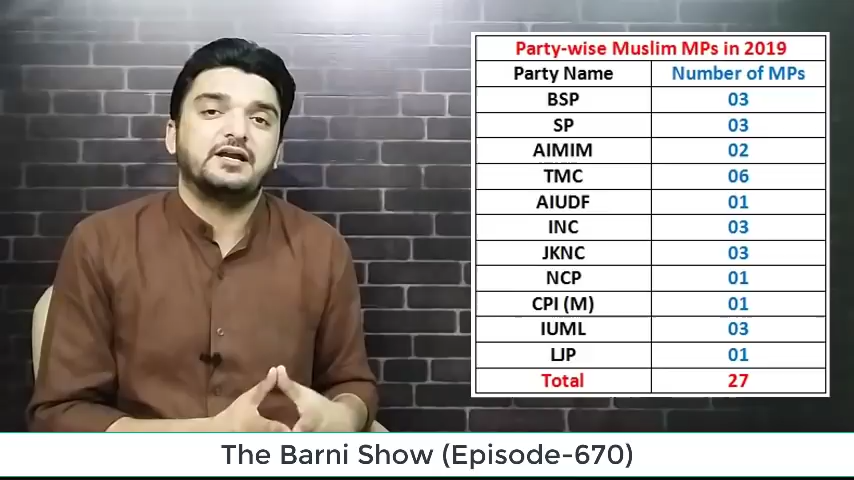 Party-wise Muslim MPs in 2019
Party Name Number of MPs
BSP 03
SP 03
AIMIM 02
TMC 06
AIUDF 01
INC 03
JKNC 03
NCP 01
CPI (M) 01
IUML 03
LJP 01
Total 27
The Barni Show (Episode-670)